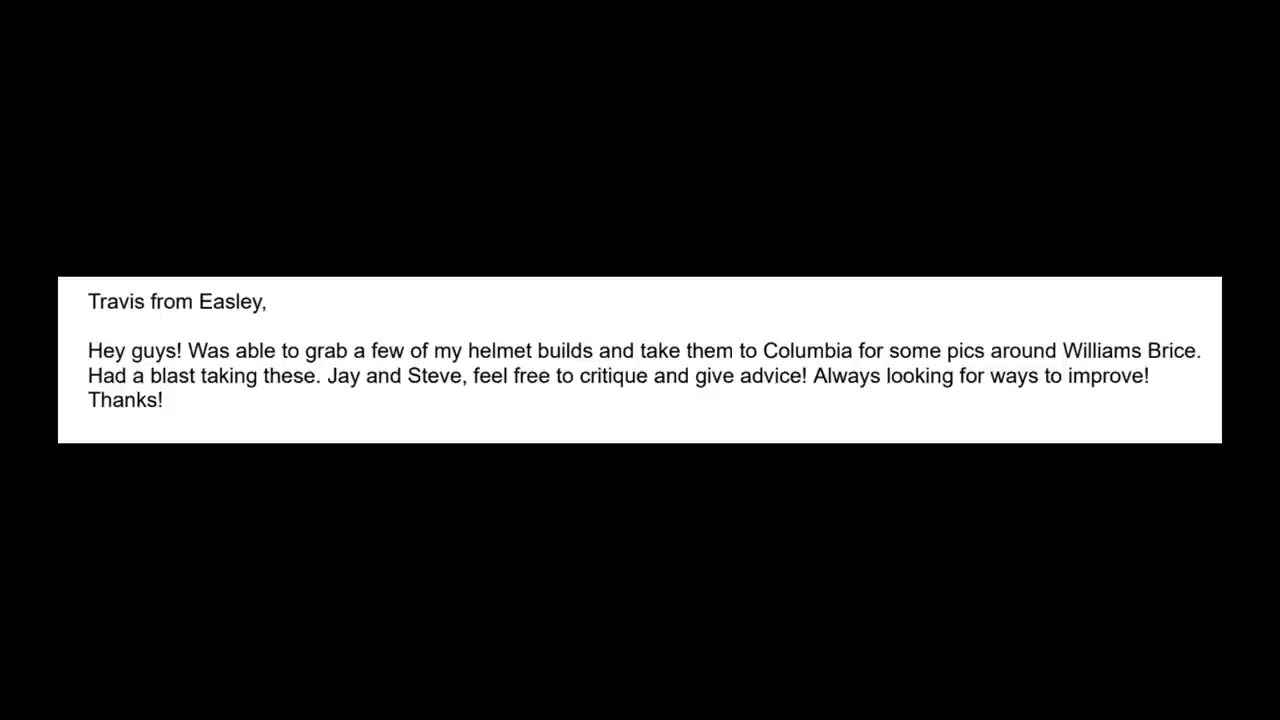 Travis from Easley,
Hey guys! Was able to grab a few of my helmet builds and take them to Columbia for some pics around Williams Brice.
Had a blast taking these. Jay and Steve, feel free to critique and give advice! Always looking for ways to improve!
Thanks!